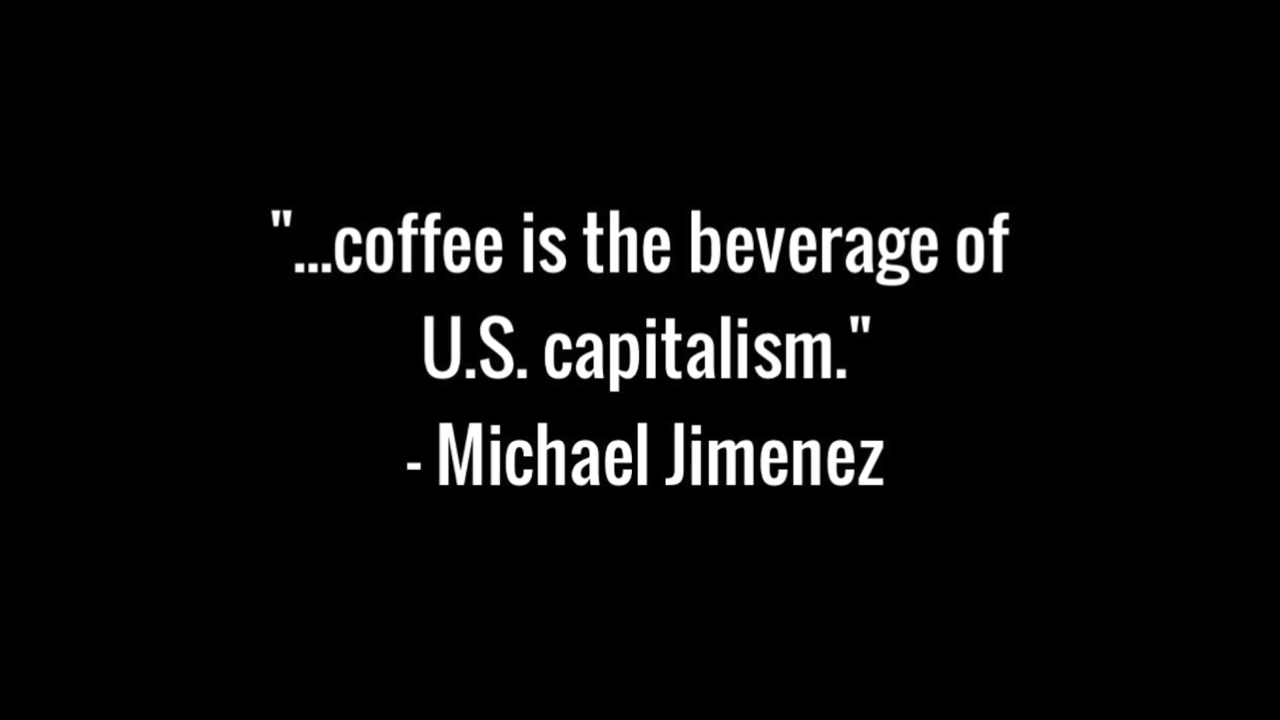 "...coffee is the beverage of
U.S. capitalism."
- Michael Jimenez